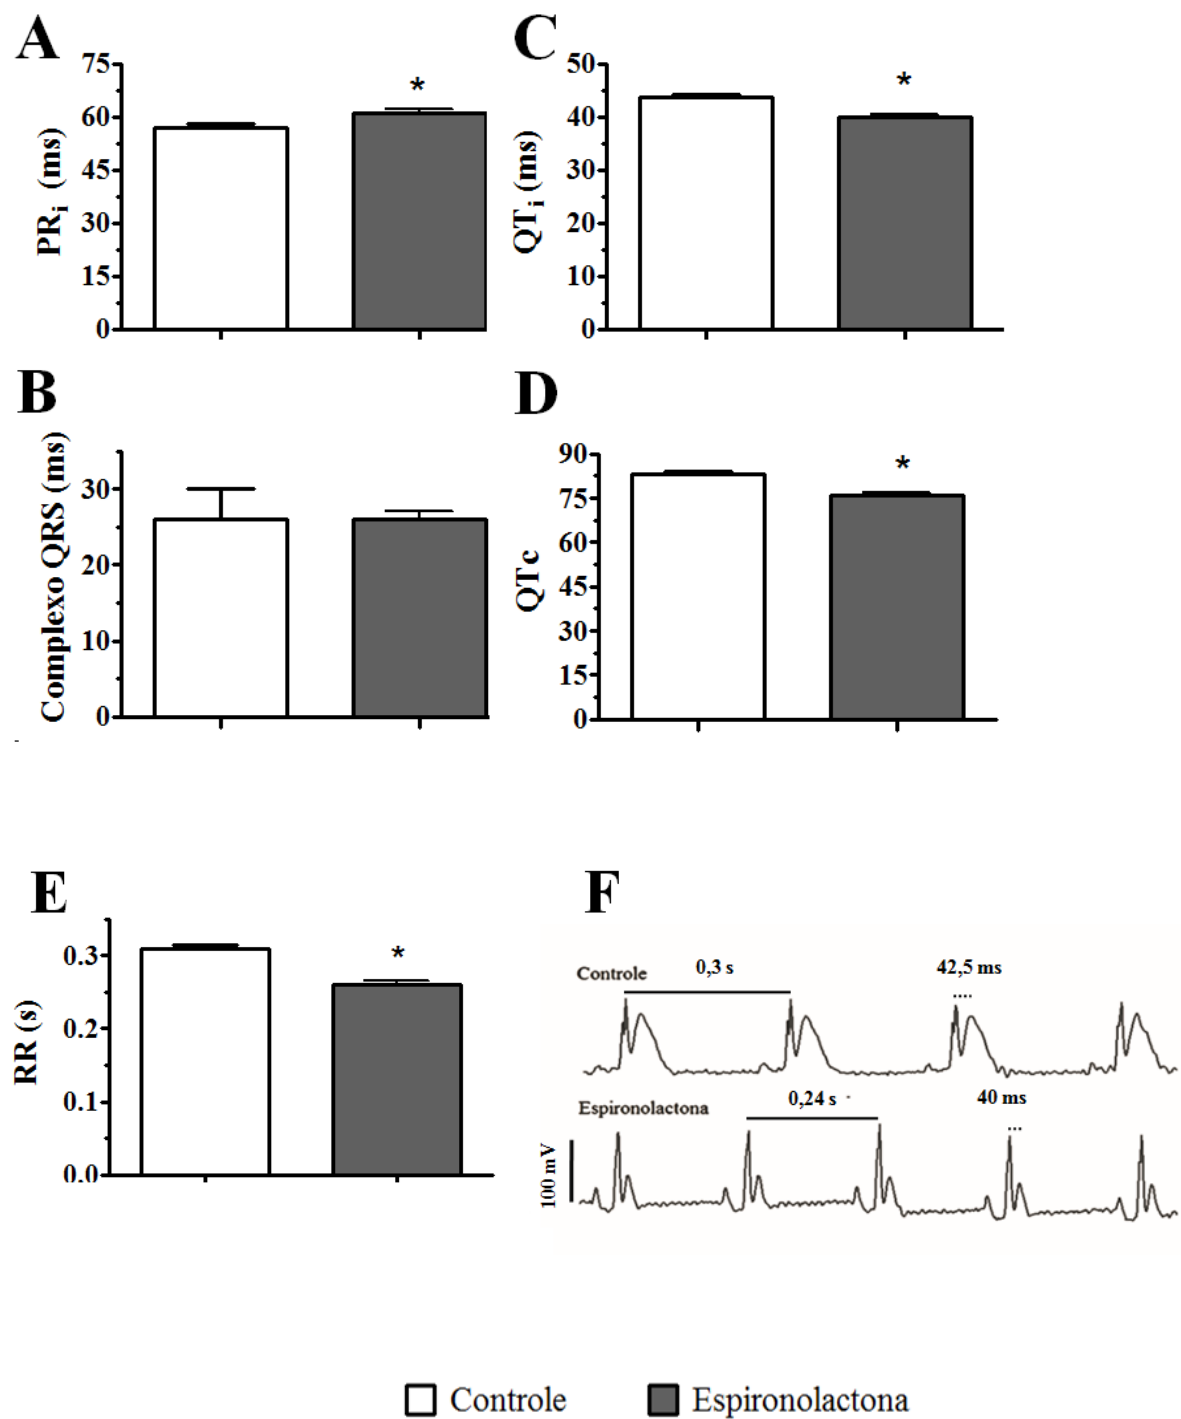 A
75
60
45
30
15
0
PRi (ms)
*
C
50
40
30
20
10
0
QTi (ms)
*
B
30
20
10
0
Complexo QRS (ms)
D
90
75
60
45
30
15
0
QTc
*
E
0.3
0.2
0.1
0.0
RR (s)
*
F
Controle
0,3 s
42,5 ms
Espironolactona
0,24 s
40 ms
100 mV
Controle
Espironolactona